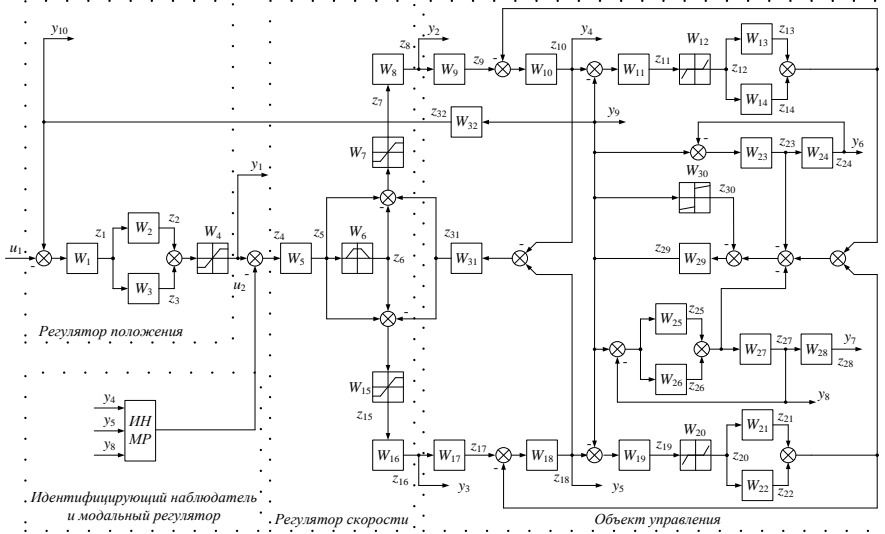 y10
z8
y2
z9
z10
y4
W12
z13
W13
W8
W9
W10
W11
z11
z12
W14
z14
z7
z32
W32
y9
W7
W30
W23
z23
W24
z24
y6
z30
y1
z1
W2
z2
W4
z4
z5
W6
z31
u1
W1
W5
z6
W31
z29
W29
W3
z3
u2
Регулятор положения
z25
W25
z27
y7
W27
W28
z28
W26
z26
W15
z15
y8
y4
y5
y8
ИН
МР
W20
W21
z21
z17
z19
W16
W17
W18
W19
z20
z16
y3
z18
y5
W22
z22
Идентифицирующий наблюдатель
и модальный регулятор
Регулятор скорости
Объект управления